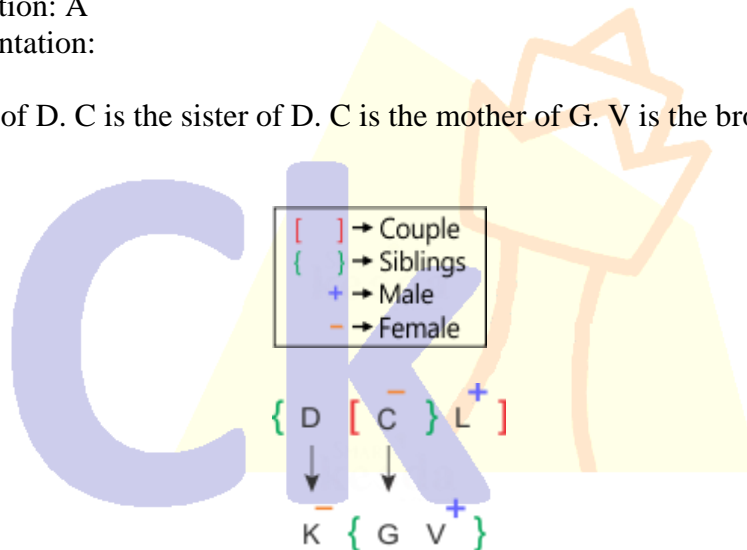 tion: A
ntation:
of D. C is the sister of D. C is the mother of G. V is the bro
[ ] → Couple
{ } → Siblings
+ → Male
− → Female
{ D [ C− } L+ ]
↓ ↓
K− { G V+ }